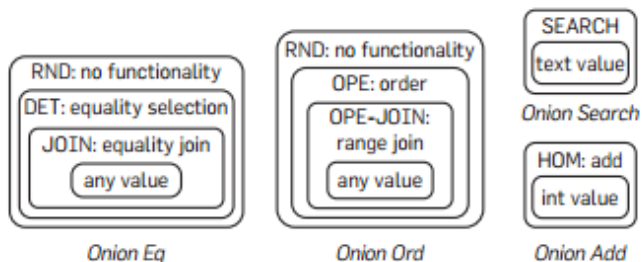 RND: no functionality
DET: equality selection
JOIN: equality join
any value
Onion Eq
RND: no functionality
OPE: order
OPE-JOIN:
range join
any value
Onion Ord
SEARCH
text value
Onion Search
HOM: add
int value
Onion Add